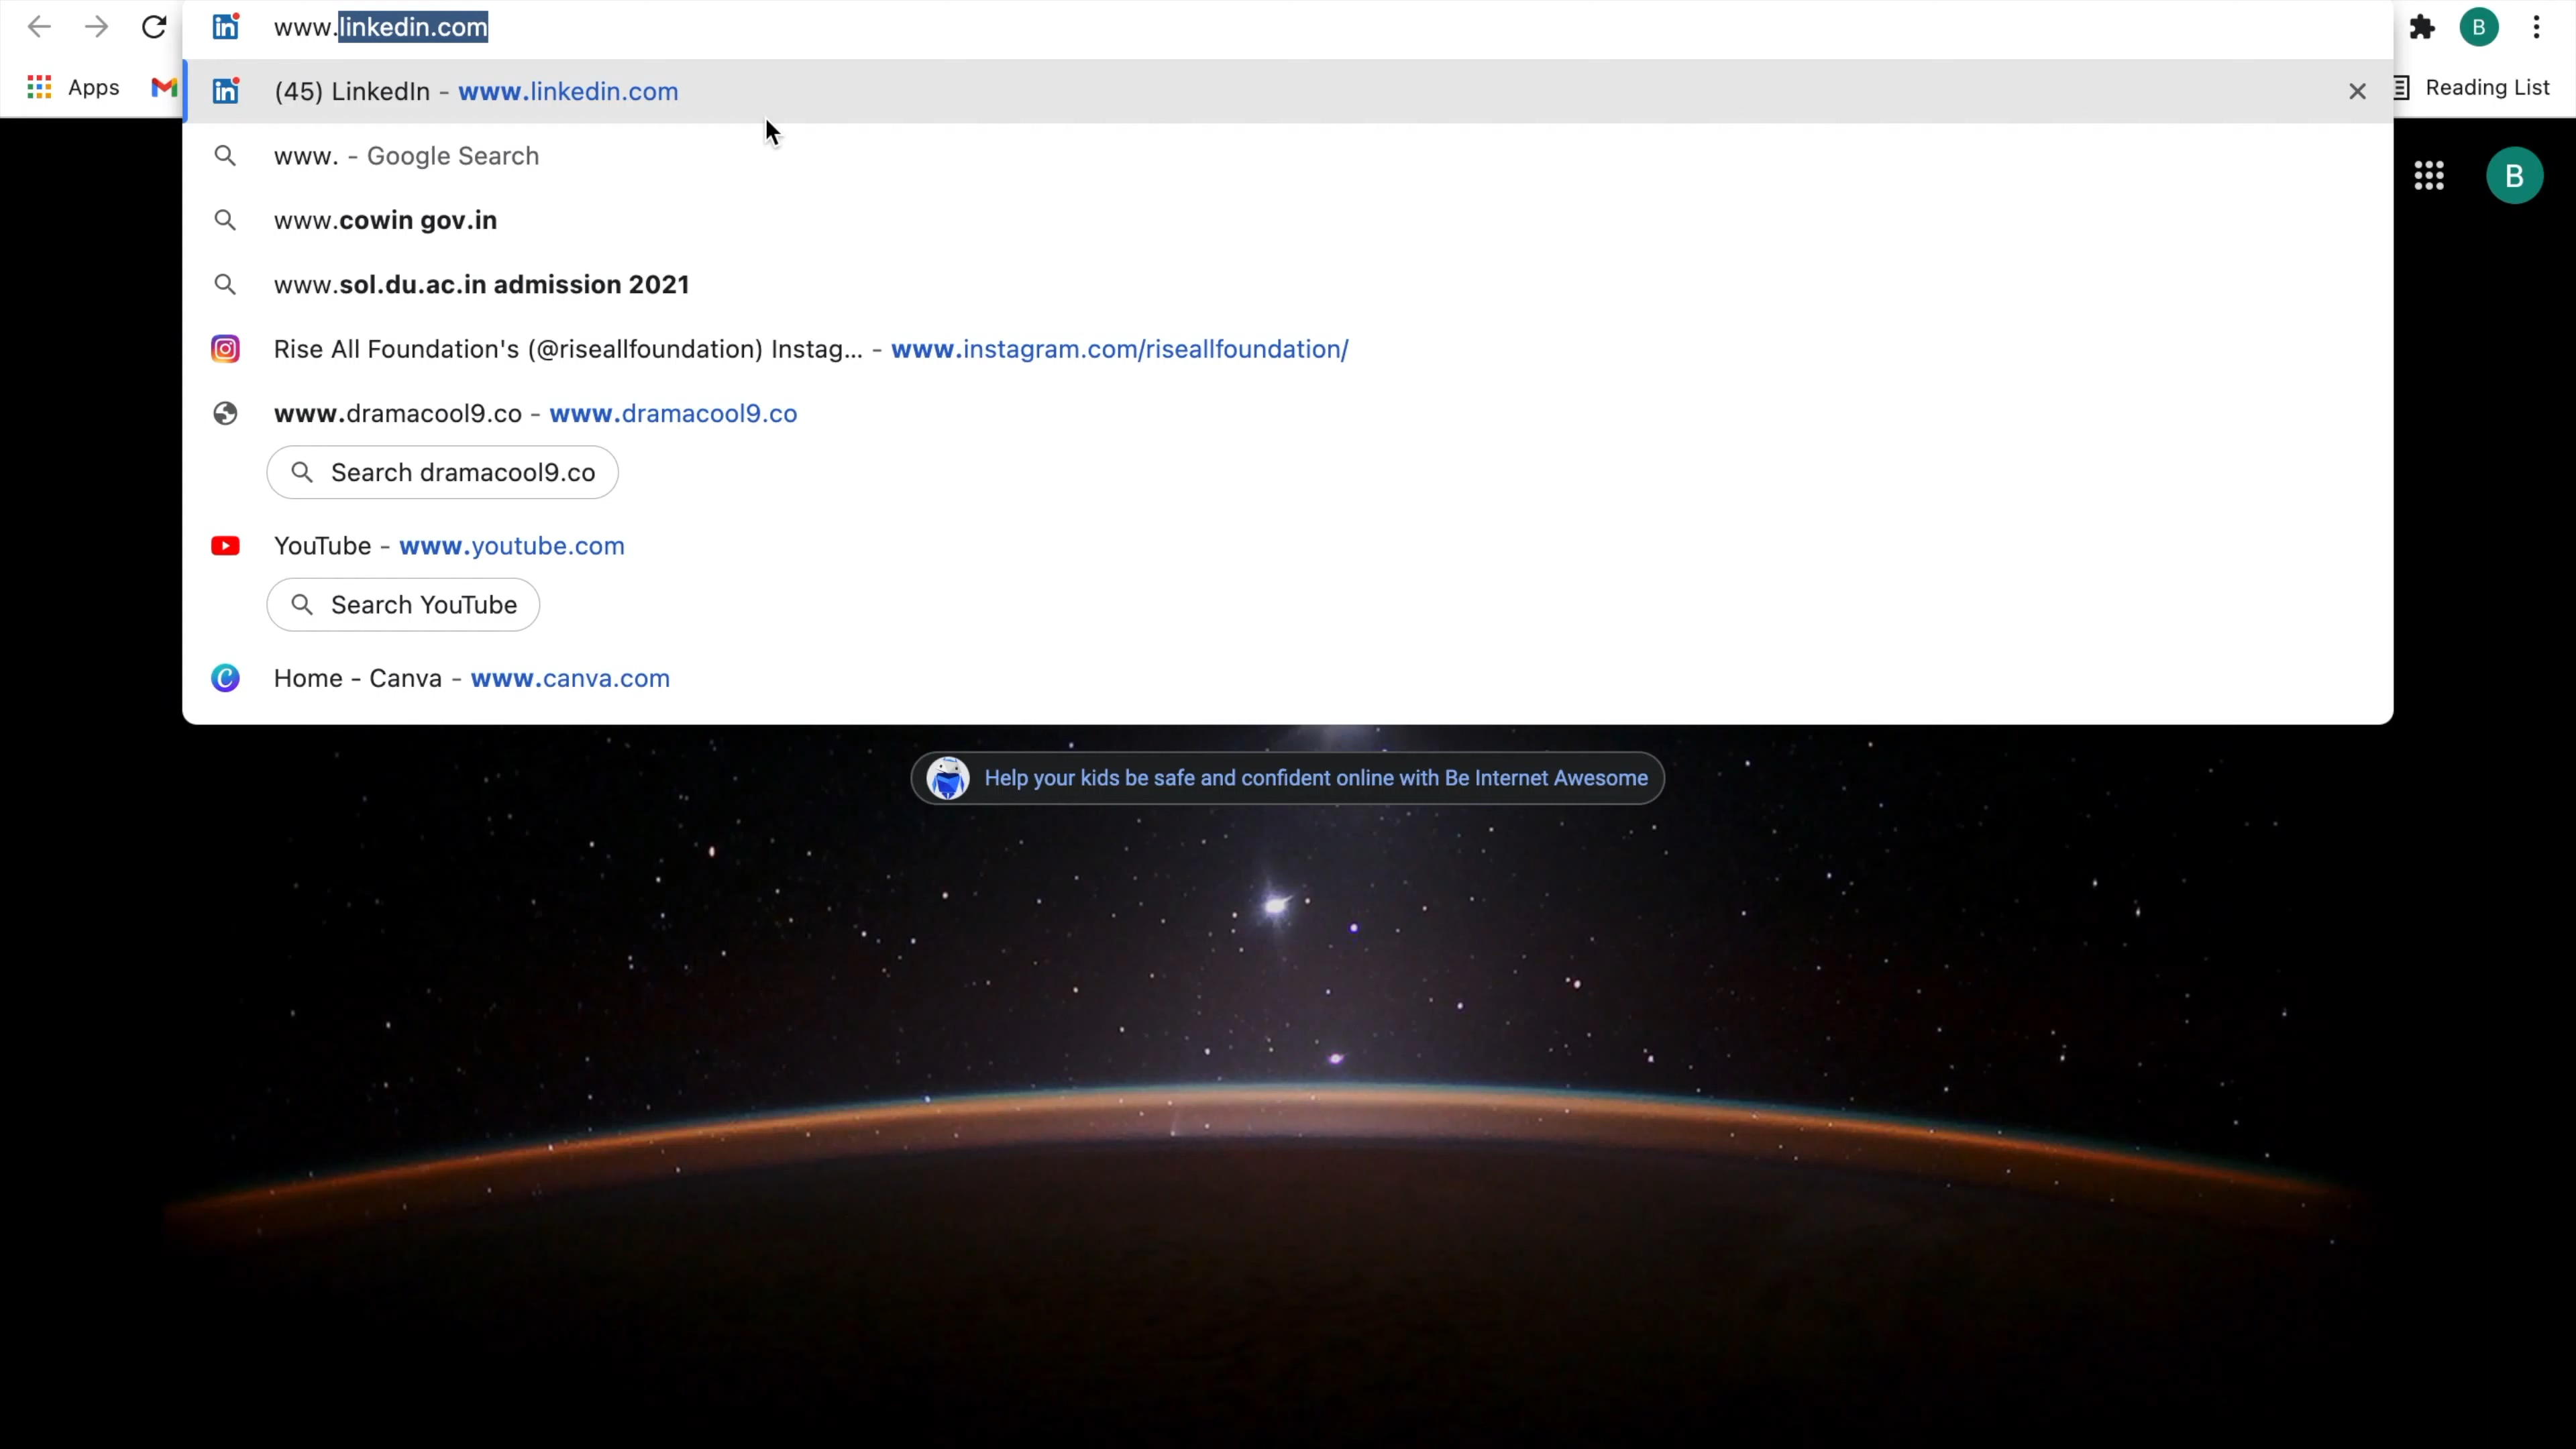 www.linkedin.com
Apps
(45) LinkedIn - www.linkedin.com
Reading List
www. - Google Search
B
B
www.cowin gov.in
www.sol.du.ac.in admission 2021
Rise All Foundation's (@riseallfoundation) Instag... - www.instagram.com/riseallfoundation/
www.dramacool9.co - www.dramacool9.co
Search dramacool9.co
YouTube - www.youtube.com
Search YouTube
Home - Canva - www.canva.com
Help your kids be safe and confident online with Be Internet Awesome